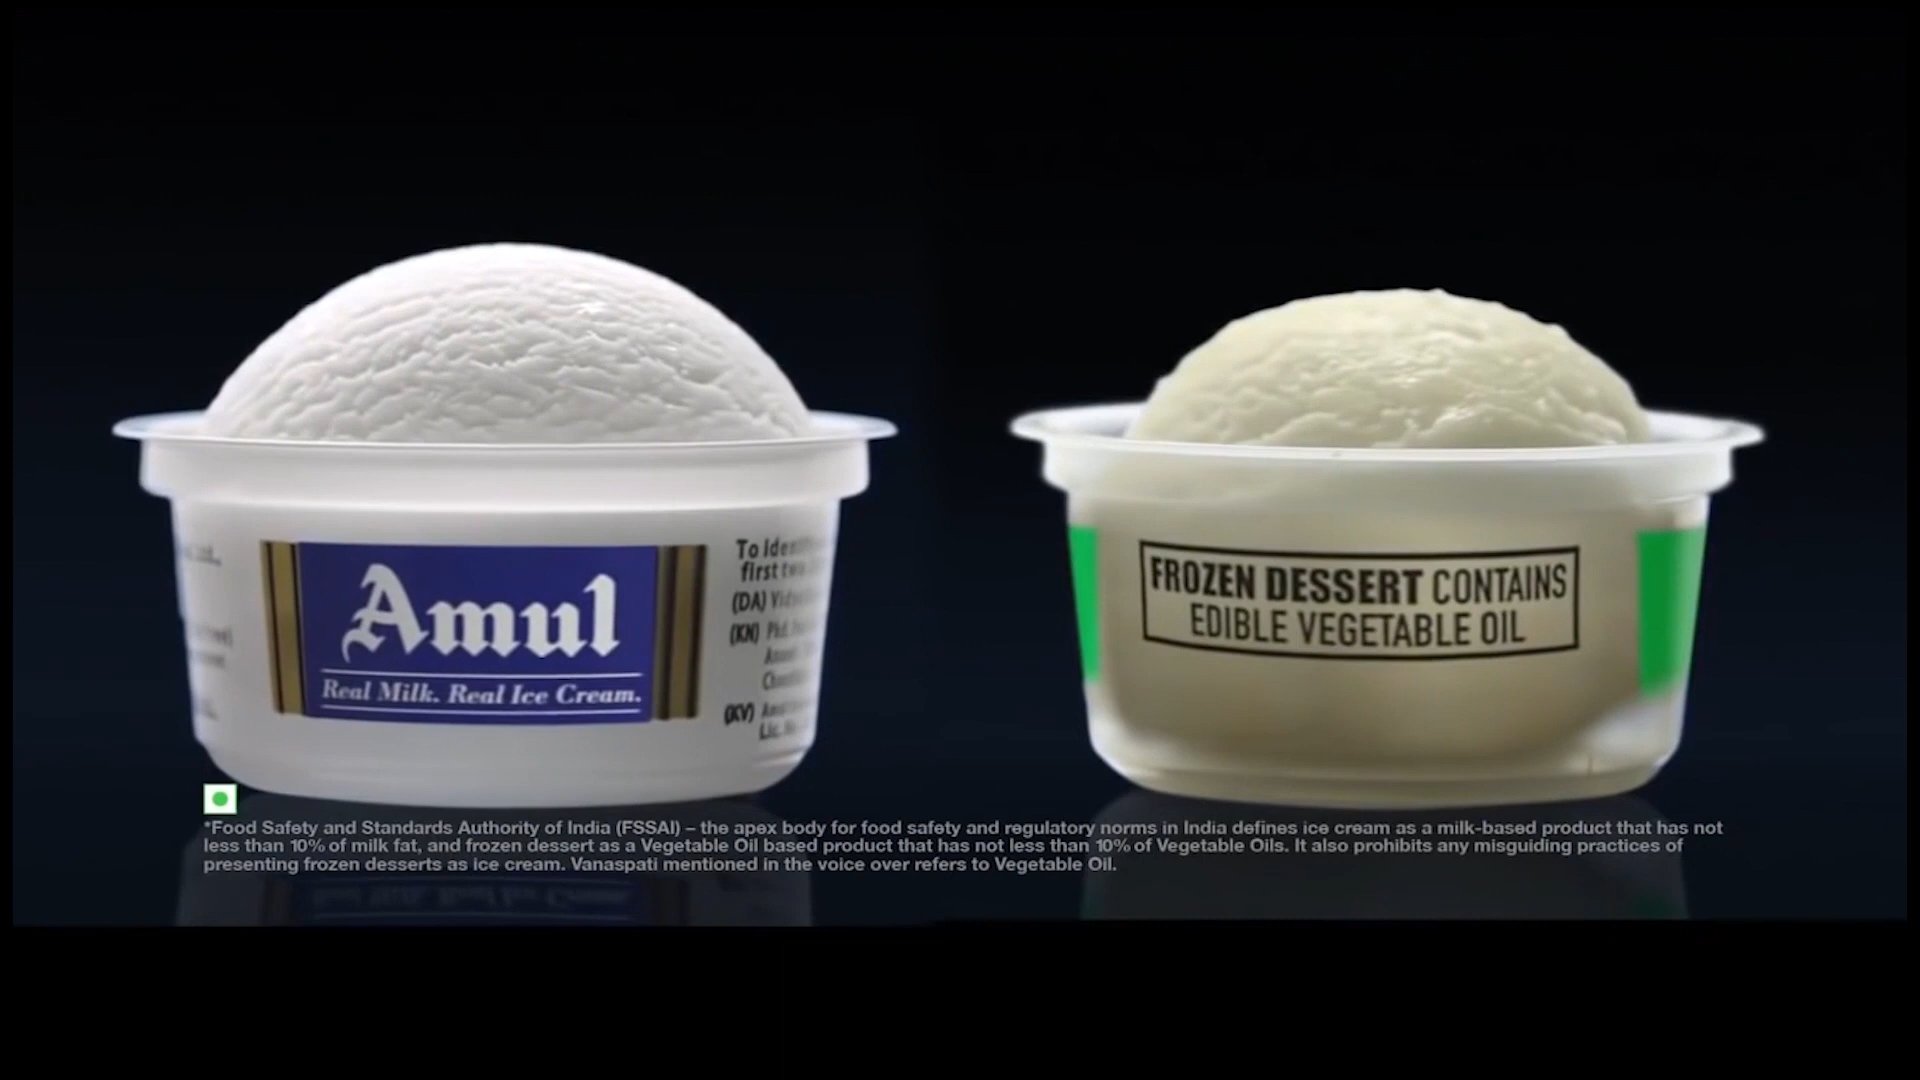 Amul
Real Milk. Real Ice Cream.
first
(DA)
(KH)
(KV)
Lic.
FROZEN DESSERT CONTAINS
EDIBLE VEGETABLE OIL
*Food Safety and Standards Authority of India (FSSAI) – the apex body for food safety and regulatory norms in India defines ice cream as a milk-based product that has not
less than 10% of milk fat, and frozen dessert as a Vegetable Oil based product that has not less than 10% of Vegetable Oils. It also prohibits any misguiding practices of
presenting frozen desserts as ice cream. Vanaspati mentioned in the voice over refers to Vegetable Oil.